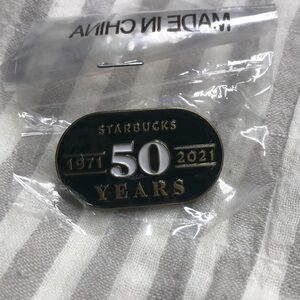 MADE IN CHINA
STARBUCKS
1971 50 2021
YEARS